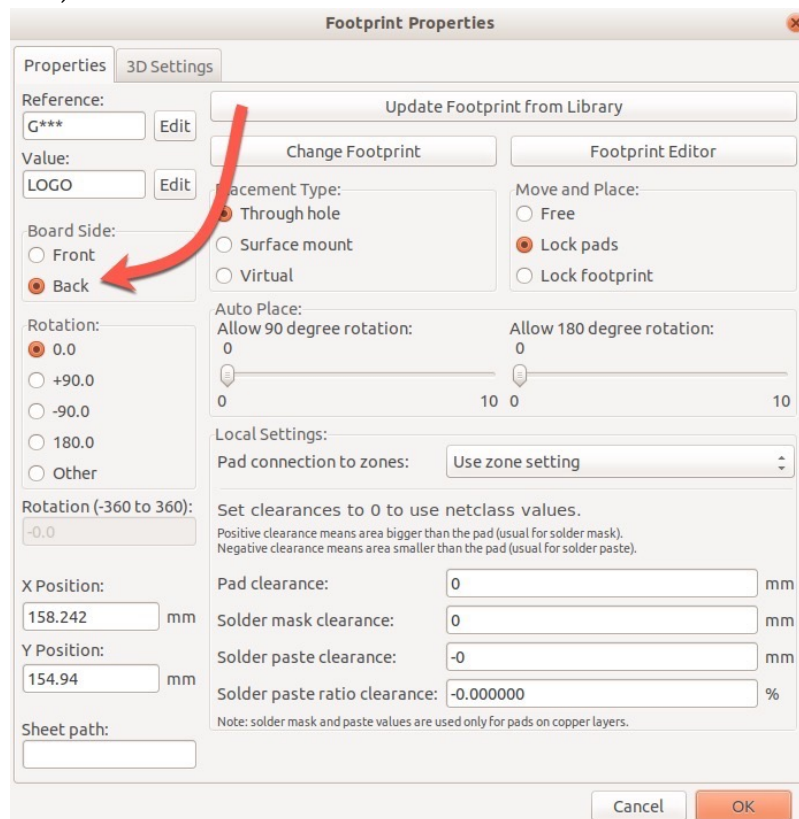 Footprint Properties
Properties 3D Settings
Reference:
G*** Edit
Value:
LOGO Edit
Board Side:
Front
Back
Rotation:
0.0
+90.0
-90.0
180.0
Other
Rotation (-360 to 360):
-0.0
X Position:
158.242 mm
Y Position:
154.94 mm
Sheet path:
Update Footprint from Library
Change Footprint Footprint Editor
Placement Type:
Through hole
Surface mount
Virtual
Move and Place:
Free
Lock pads
Lock footprint
Auto Place:
Allow 90 degree rotation:
0
0 10
Allow 180 degree rotation:
0
0 10
Local Settings:
Pad connection to zones: Use zone setting
Set clearances to 0 to use netclass values.
Positive clearance means area bigger than the pad (usual for solder mask).
Negative clearance means area smaller than the pad (usual for solder paste).
Pad clearance: 0 mm
Solder mask clearance: 0 mm
Solder paste clearance: -0 mm
Solder paste ratio clearance: -0.000000 %
Note: solder mask and paste values are used only for pads on copper layers.
Cancel OK